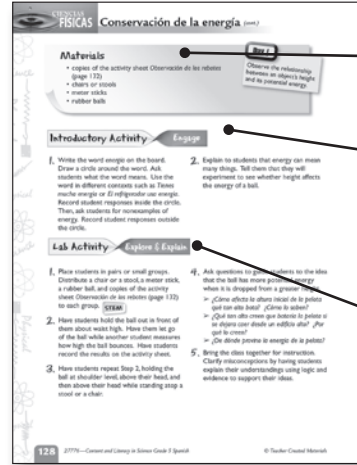 CIENCIAS
FÍSICAS Conservación de la energía (cont.)
Materials
• copies of the activity sheet Observación de los rebotes
(page 132)
• chairs or stools
• meter sticks
• rubber balls
Day 1
Observe the relationship
between an object's height
and its potential energy.
Introductory Activity Engage
1. Write the word energía on the board.
Draw a circle around the word. Ask
students what the word means. Use the
word in different contexts such as Tienes
mucha energía or El refrigerador usa energía.
Record student responses inside the circle.
Then, ask students for nonexamples of
energy. Record student responses outside
the circle.
2. Explain to students that energy can mean
many things. Tell them that they will
experiment to see whether height affects
the energy of a ball.
Lab Activity Explore & Explain
1. Place students in pairs or small groups.
Distribute a chair or a stool, a meter stick,
a rubber ball, and copies of the activity
sheet Observación de los rebotes (page 132)
to each group. STEM
2. Have students hold the ball out in front of
them about waist high. Have them let go
of the ball while another student measures
how high the ball bounces. Have students
record the results on the activity sheet.
3. Have students repeat Step 2, holding the
ball at shoulder level, above their head, and
then above their head while standing atop a
stool or a chair.
4. Ask questions to guide students to the idea
that the ball has more potential energy
when it is dropped from a greater height.
➢ ¿Cómo afecta la altura inicial de la pelota
qué tan alto bota? ¿Cómo lo saben?
➢ ¿Qué tan alto creen que botaría la pelota si
se dejara caer desde un edificio alto? ¿Por
qué lo creen?
➢ ¿De dónde provino la energía de la pelota?
5. Bring the class together for instruction.
Clarify misconceptions by having students
explain their understandings using logic and
evidence to support their ideas.
128 27776—Content and Literacy in Science Grade 3 Spanish © Teacher Created Materials